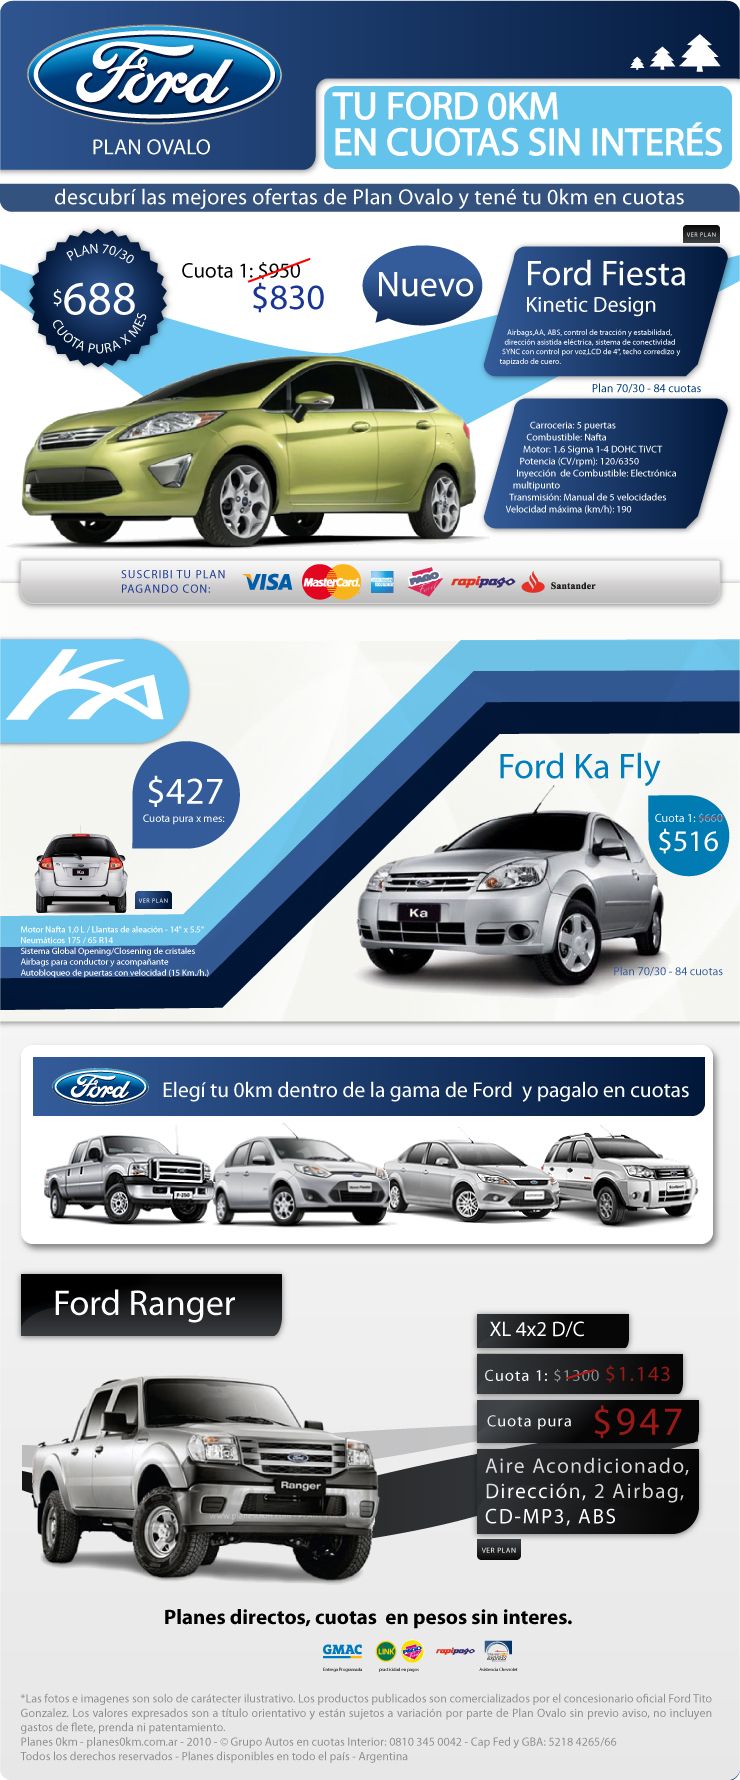 Ford
PLAN OVALO
TU FORD 0KM
EN CUOTAS SIN INTERÉS
descubrí las mejores ofertas de Plan Ovalo y tené tu 0km en cuotas
VER PLAN
PLAN 70/30
$688
CUOTA PURA X MES
Cuota 1: $950
$830
Nuevo
Ford Fiesta
Kinetic Design
Airbags,AA, ABS, control de tracción y estabilidad,
dirección asistida eléctrica, sistema de conectividad
SYNC con control por voz,LCD de 4", techo corredizo y
tapizado de cuero.
Plan 70/30 - 84 cuotas
Carroceria: 5 puertas
Combustible: Nafta
Motor: 1.6 Sigma 1-4 DOHC TiVCT
Potencia (CV/rpm): 120/6350
Inyección de Combustible: Electrónica
multipunto
Transmisión: Manual de 5 velocidades
Velocidad máxima (km/h): 190
SUSCRIBI TU PLAN
PAGANDO CON:
VISA MasterCard PAGO rapipago Santander
KA
$427
Cuota pura x mes:
Ka
VER PLAN
Motor Nafta 1,0 L / Llantas de aleación - 14" x 5.5"
Neumáticos 175 / 65 R14
Sistema Global Opening/Closening de cristales
Airbags para conductor y acompañante
Autobloqueo de puertas con velocidad (15 Km./h.)
Ford Ka Fly
Cuota 1: $660
$516
Ka
Plan 70/30 - 84 cuotas
Ford
Elegí tu 0km dentro de la gama de Ford y pagalo en cuotas
F-250
Ford Ranger
XL 4x2 D/C
Cuota 1: $1300 $1.143
Cuota pura $947
Aire Acondicionado,
Dirección, 2 Airbag,
CD-MP3, ABS
VER PLAN
Ranger
Planes directos, cuotas en pesos sin interes.
GMAC LINK rapipago
Entrega Programada practicidad en pagos Asistencia Chevrolet
*Las fotos e imagenes son solo de carátecter ilustrativo. Los productos publicados son comercializados por el concesionario oficial Ford Tito
Gonzalez. Los valores expresados son a título orientativo y están sujetos a variación por parte de Plan Ovalo sin previo aviso, no incluyen
gastos de flete, prenda ni patentamiento.
Planes 0km - planes0km.com.ar - 2010 - © Grupo Autos en cuotas Interior: 0810 345 0042 - Cap Fed y GBA: 5218 4265/66
Todos los derechos reservados - Planes disponibles en todo el país - Argentina